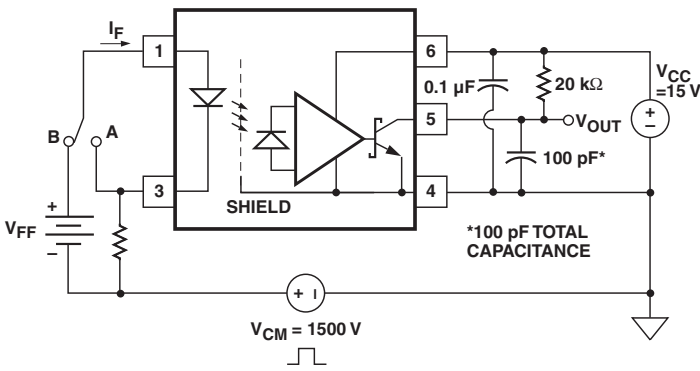 I_F
1
6
0.1 µF
20 kΩ
V_CC
=15 V
+
−
B
A
5
V_OUT
100 pF*
3
4
SHIELD
+
V_FF
−
*100 pF TOTAL
CAPACITANCE
+ −
V_CM = 1500 V